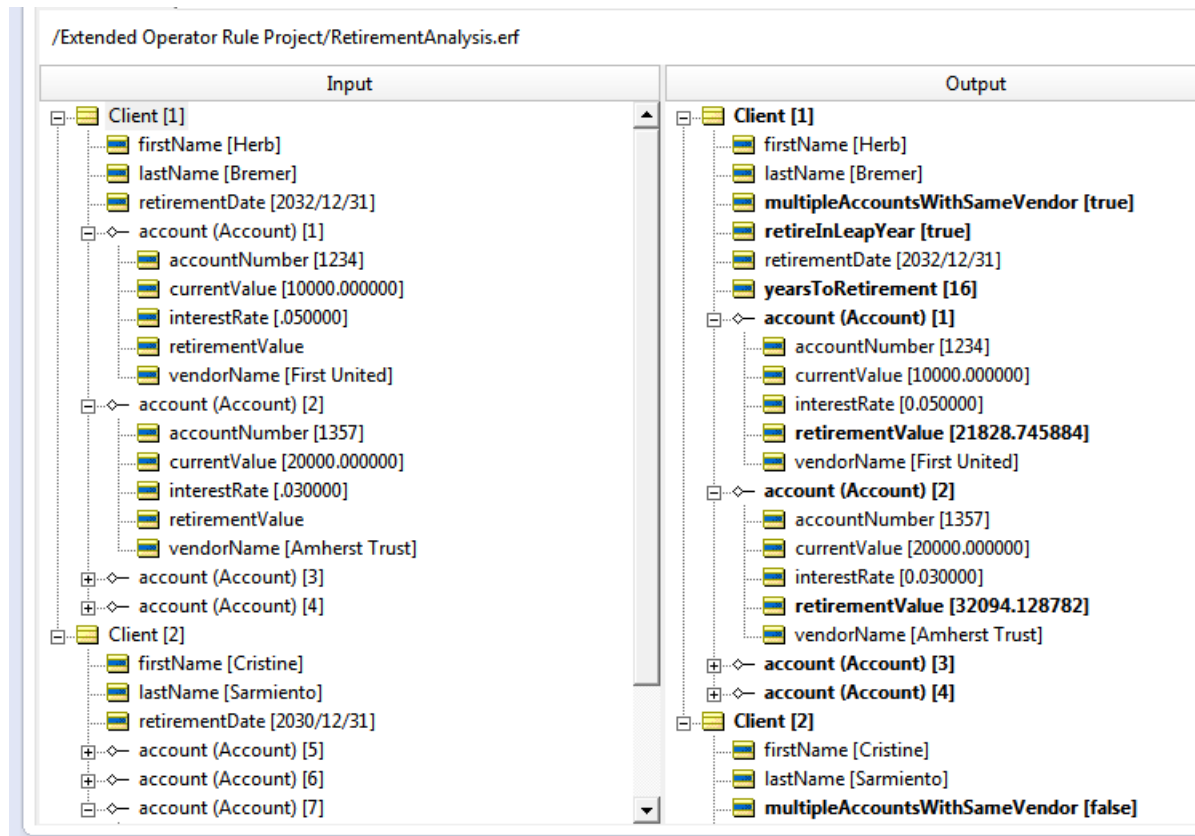 /Extended Operator Rule Project/RetirementAnalysis.erf
Input
Client [1]
firstName [Herb]
lastName [Bremer]
retirementDate [2032/12/31]
account (Account) [1]
accountNumber [1234]
currentValue [10000.000000]
interestRate [.050000]
retirementValue
vendorName [First United]
account (Account) [2]
accountNumber [1357]
currentValue [20000.000000]
interestRate [.030000]
retirementValue
vendorName [Amherst Trust]
account (Account) [3]
account (Account) [4]
Client [2]
firstName [Cristine]
lastName [Sarmiento]
retirementDate [2030/12/31]
account (Account) [5]
account (Account) [6]
account (Account) [7]
Output
Client [1]
firstName [Herb]
lastName [Bremer]
multipleAccountsWithSameVendor [true]
retireInLeapYear [true]
retirementDate [2032/12/31]
yearsToRetirement [16]
account (Account) [1]
accountNumber [1234]
currentValue [10000.000000]
interestRate [0.050000]
retirementValue [21828.745884]
vendorName [First United]
account (Account) [2]
accountNumber [1357]
currentValue [20000.000000]
interestRate [0.030000]
retirementValue [32094.128782]
vendorName [Amherst Trust]
account (Account) [3]
account (Account) [4]
Client [2]
firstName [Cristine]
lastName [Sarmiento]
multipleAccountsWithSameVendor [false]